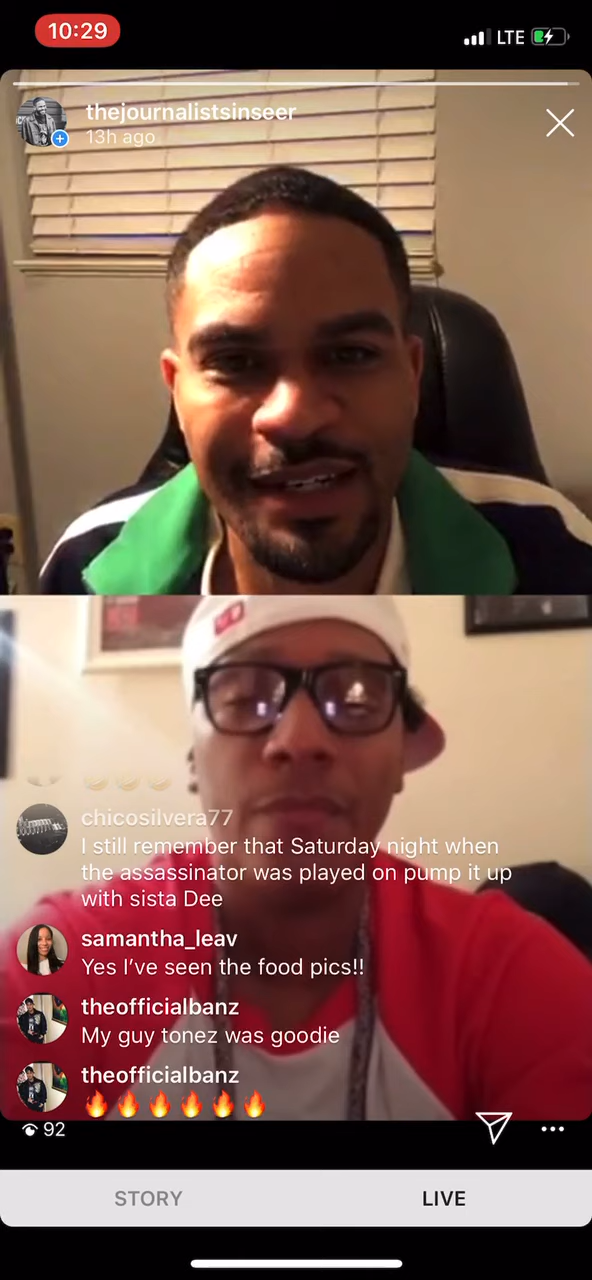 10:29
LTE
thejournalistsinseer
13h ago
chicosilvera77
I still remember that Saturday night when
the assassinator was played on pump it up
with sista Dee
samantha_leav
Yes I've seen the food pics!!
theofficialbanz
My guy tonez was goodie
theofficialbanz
🔥🔥🔥🔥🔥🔥
92
STORY
LIVE